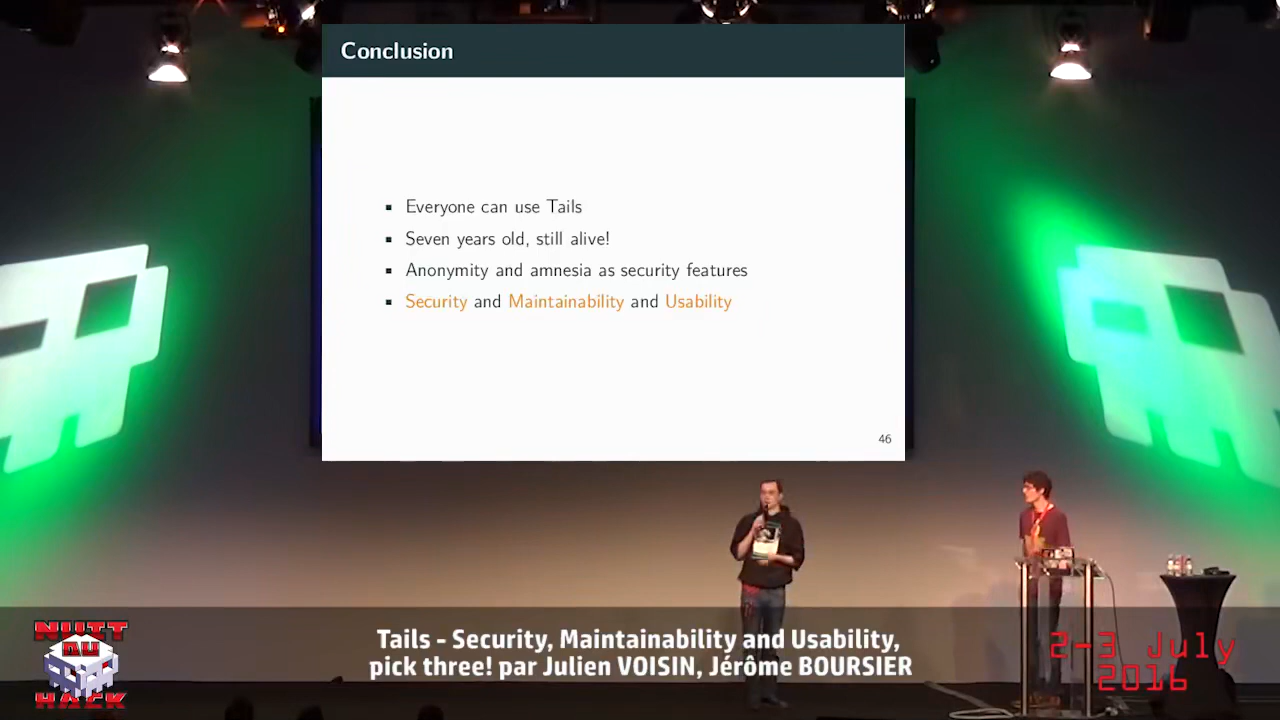 Conclusion
Everyone can use Tails
Seven years old, still alive!
Anonymity and amnesia as security features
Security and Maintainability and Usability
46
NUIT
DU
HACK
Tails - Security, Maintainability and Usability,
pick three! par Julien VOISIN, Jérôme BOURSIER
2-3 July
2016